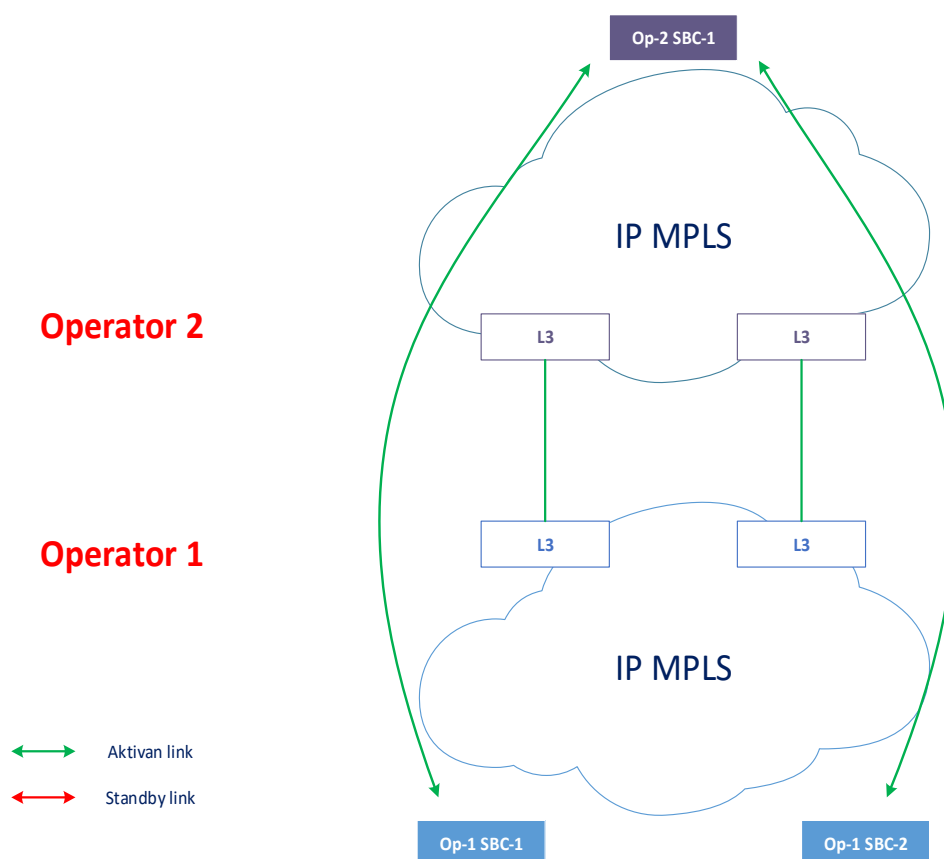 Op-2 SBC-1
IP MPLS
Operator 2
L3
L3
Operator 1
L3
L3
IP MPLS
Aktivan link
Standby link
Op-1 SBC-1
Op-1 SBC-2